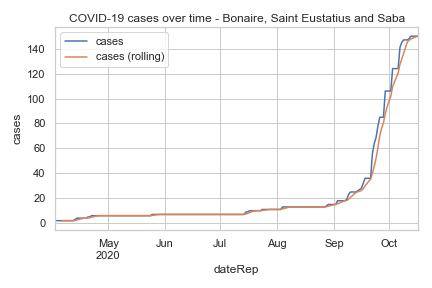 COVID-19 cases over time - Bonaire, Saint Eustatius and Saba
cases
cases (rolling)
140
120
100
80
60
40
20
0
cases
May
2020
Jun
Jul
Aug
Sep
Oct
dateRep